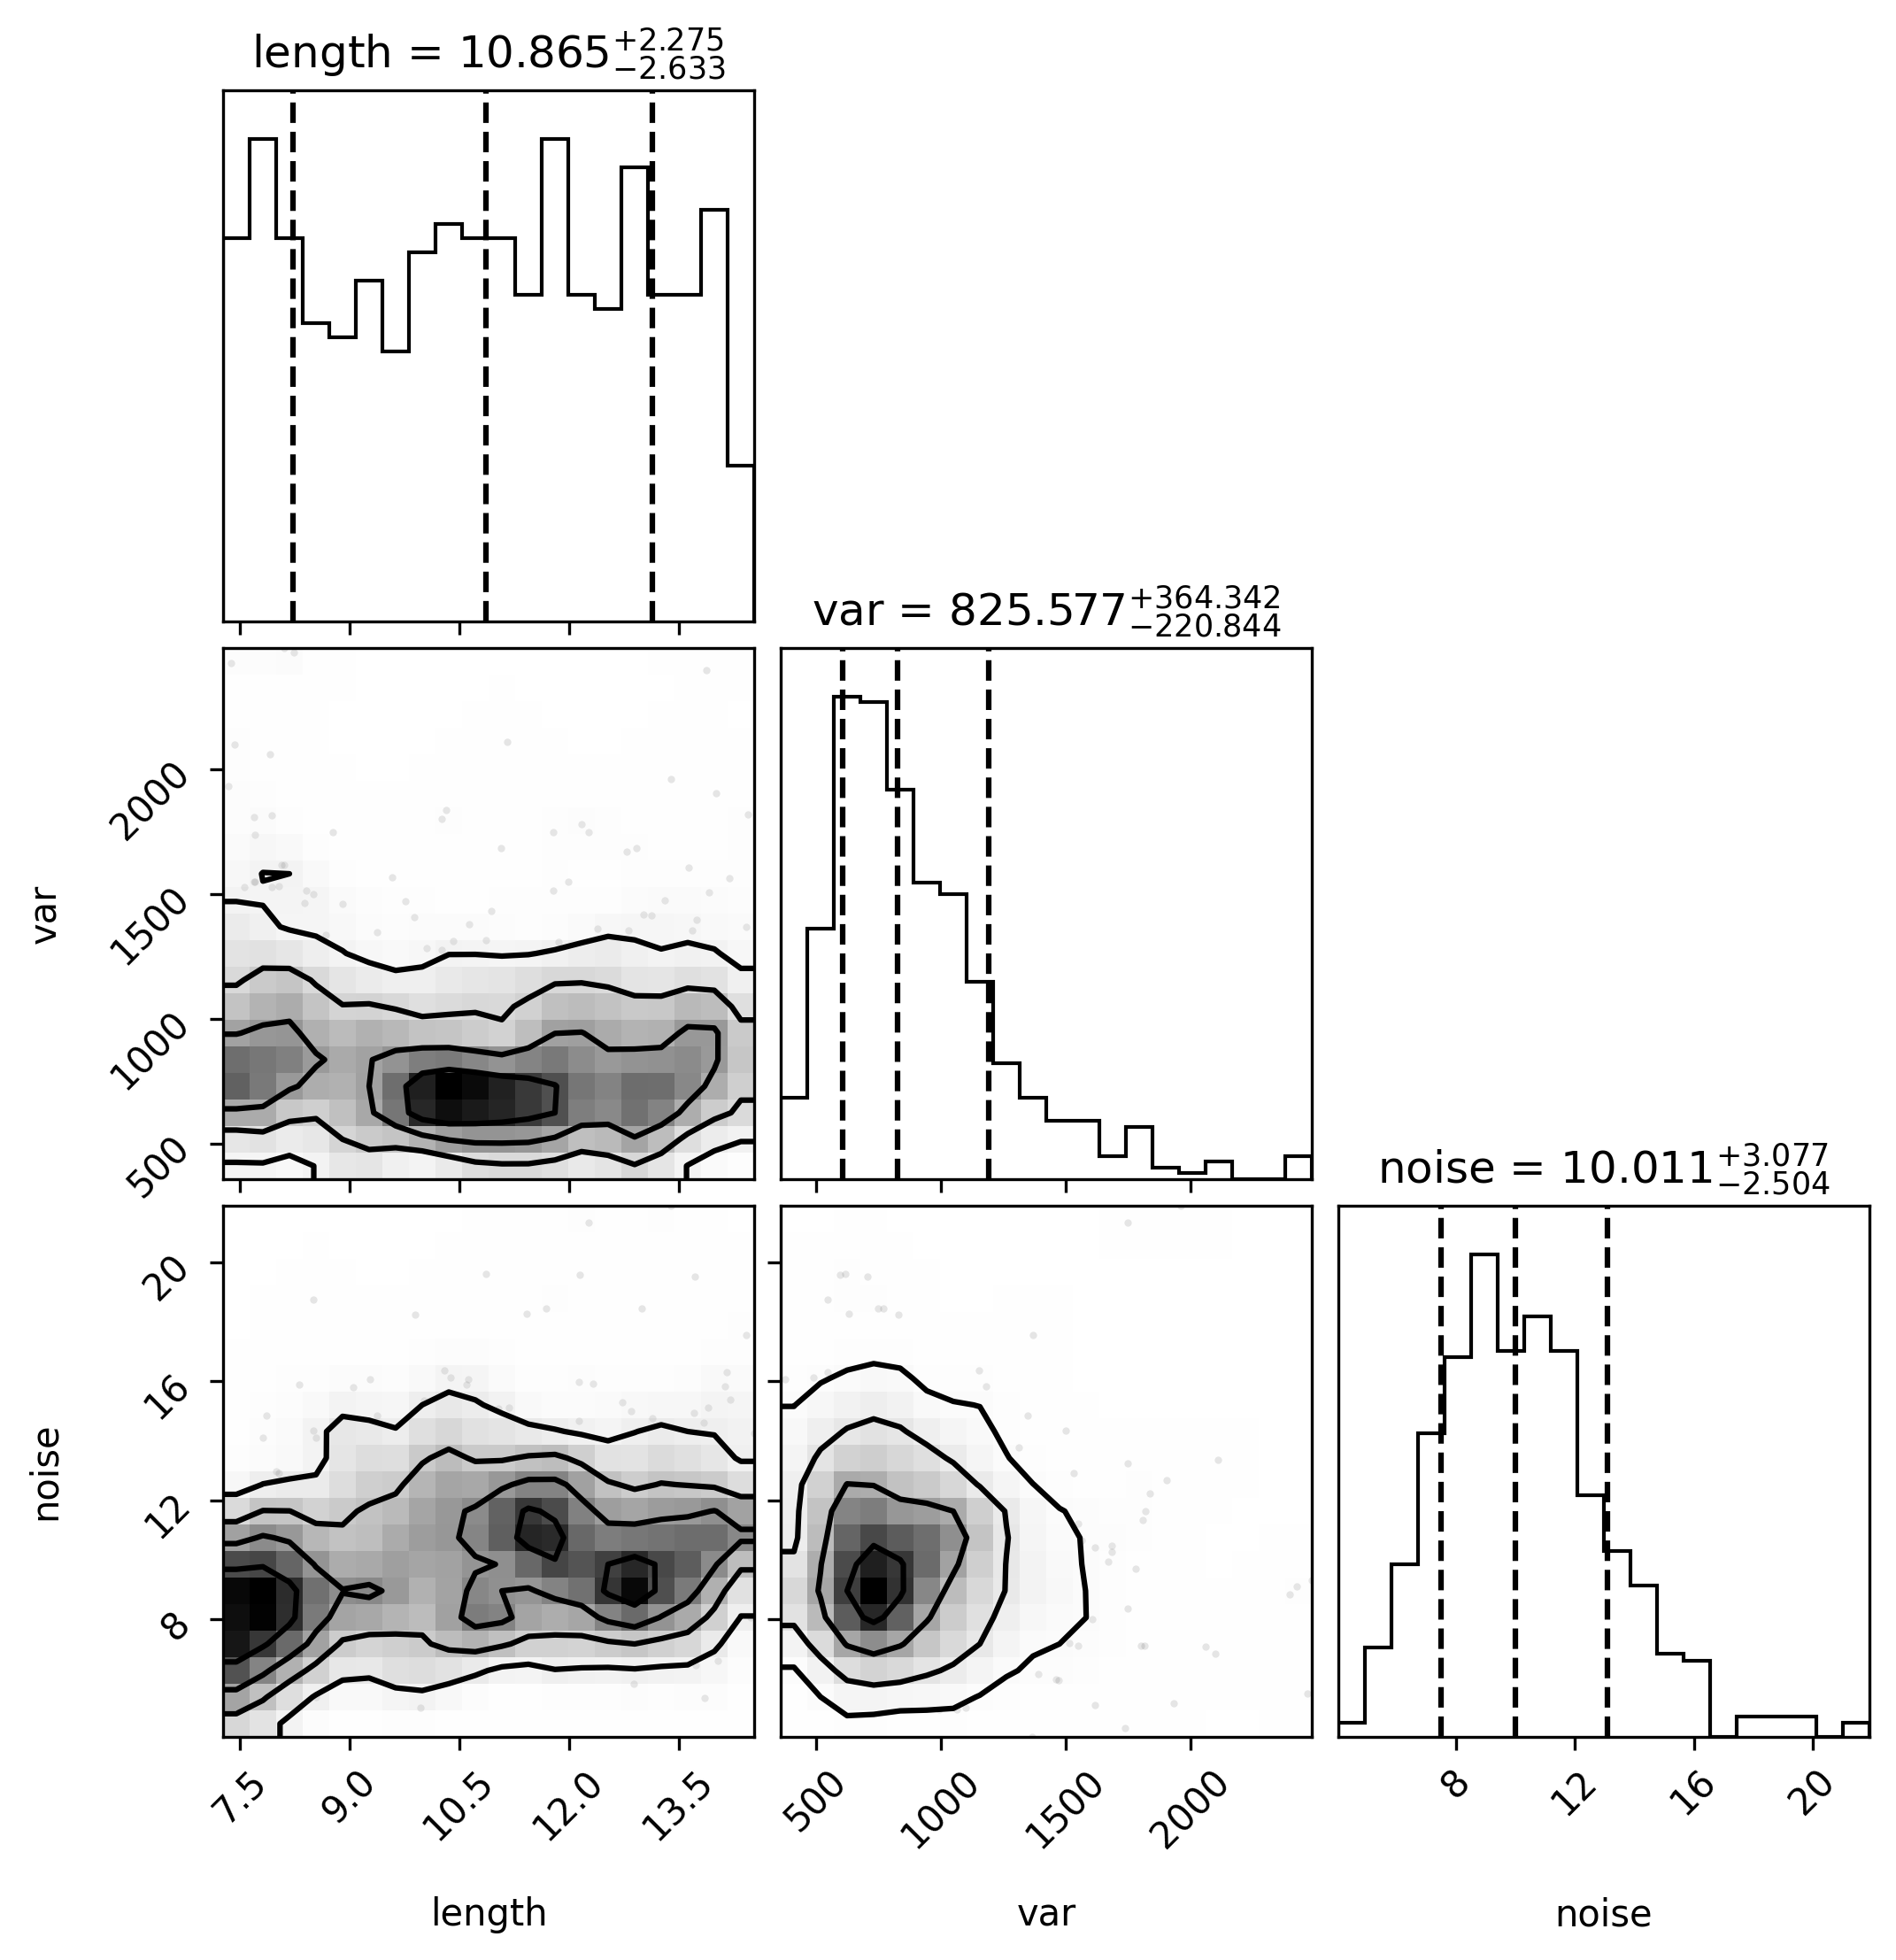 length = 10.865 +2.275 −2.633
var = 825.577 +364.342 −220.844
var
2000
1500
1000
500
noise = 10.011 +3.077 −2.504
noise
20
16
12
8
7.5 9.0 10.5 12.0 13.5 500 1000 1500 2000 8 12 16 20
length var noise